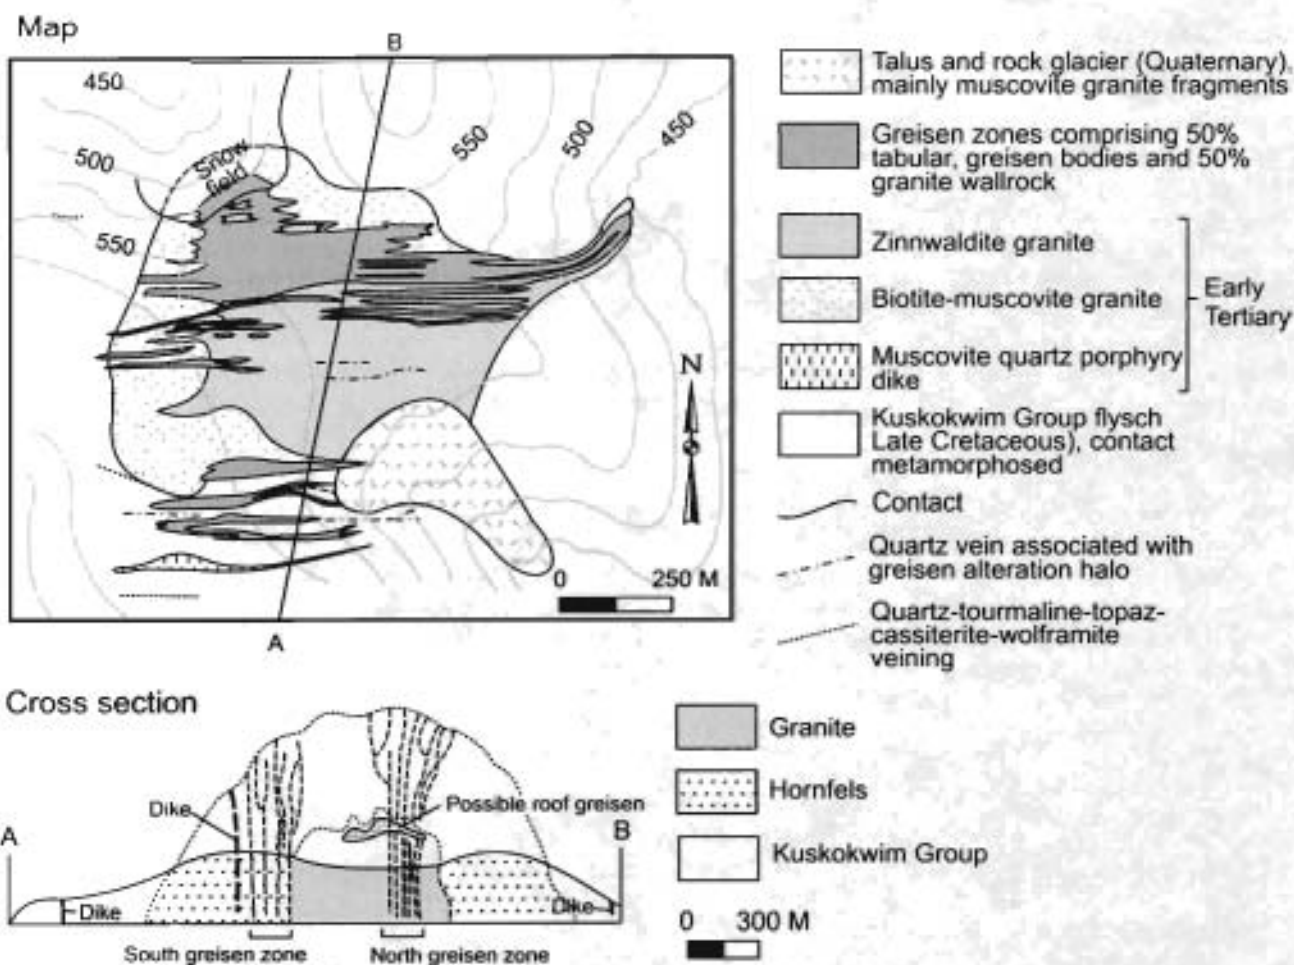 Map
B
450
500
550
Snow
field
550
500
450
N
0 250 M
A
Talus and rock glacier (Quaternary),
mainly muscovite granite fragments
Greisen zones comprising 50%
tabular, greisen bodies and 50%
granite wallrock
Zinnwaldite granite
Biotite-muscovite granite
Muscovite quartz porphyry
dike
Early
Tertiary
Kuskokwim Group flysch
Late Cretaceous), contact
metamorphosed
Contact
Quartz vein associated with
greisen alteration halo
Quartz-tourmaline-topaz-
cassiterite-wolframite
veining
Cross section
A
Dike
Possible roof greisen
B
Dike
Dike
South greisen zone
North greisen zone
Granite
Hornfels
Kuskokwim Group
0 300 M